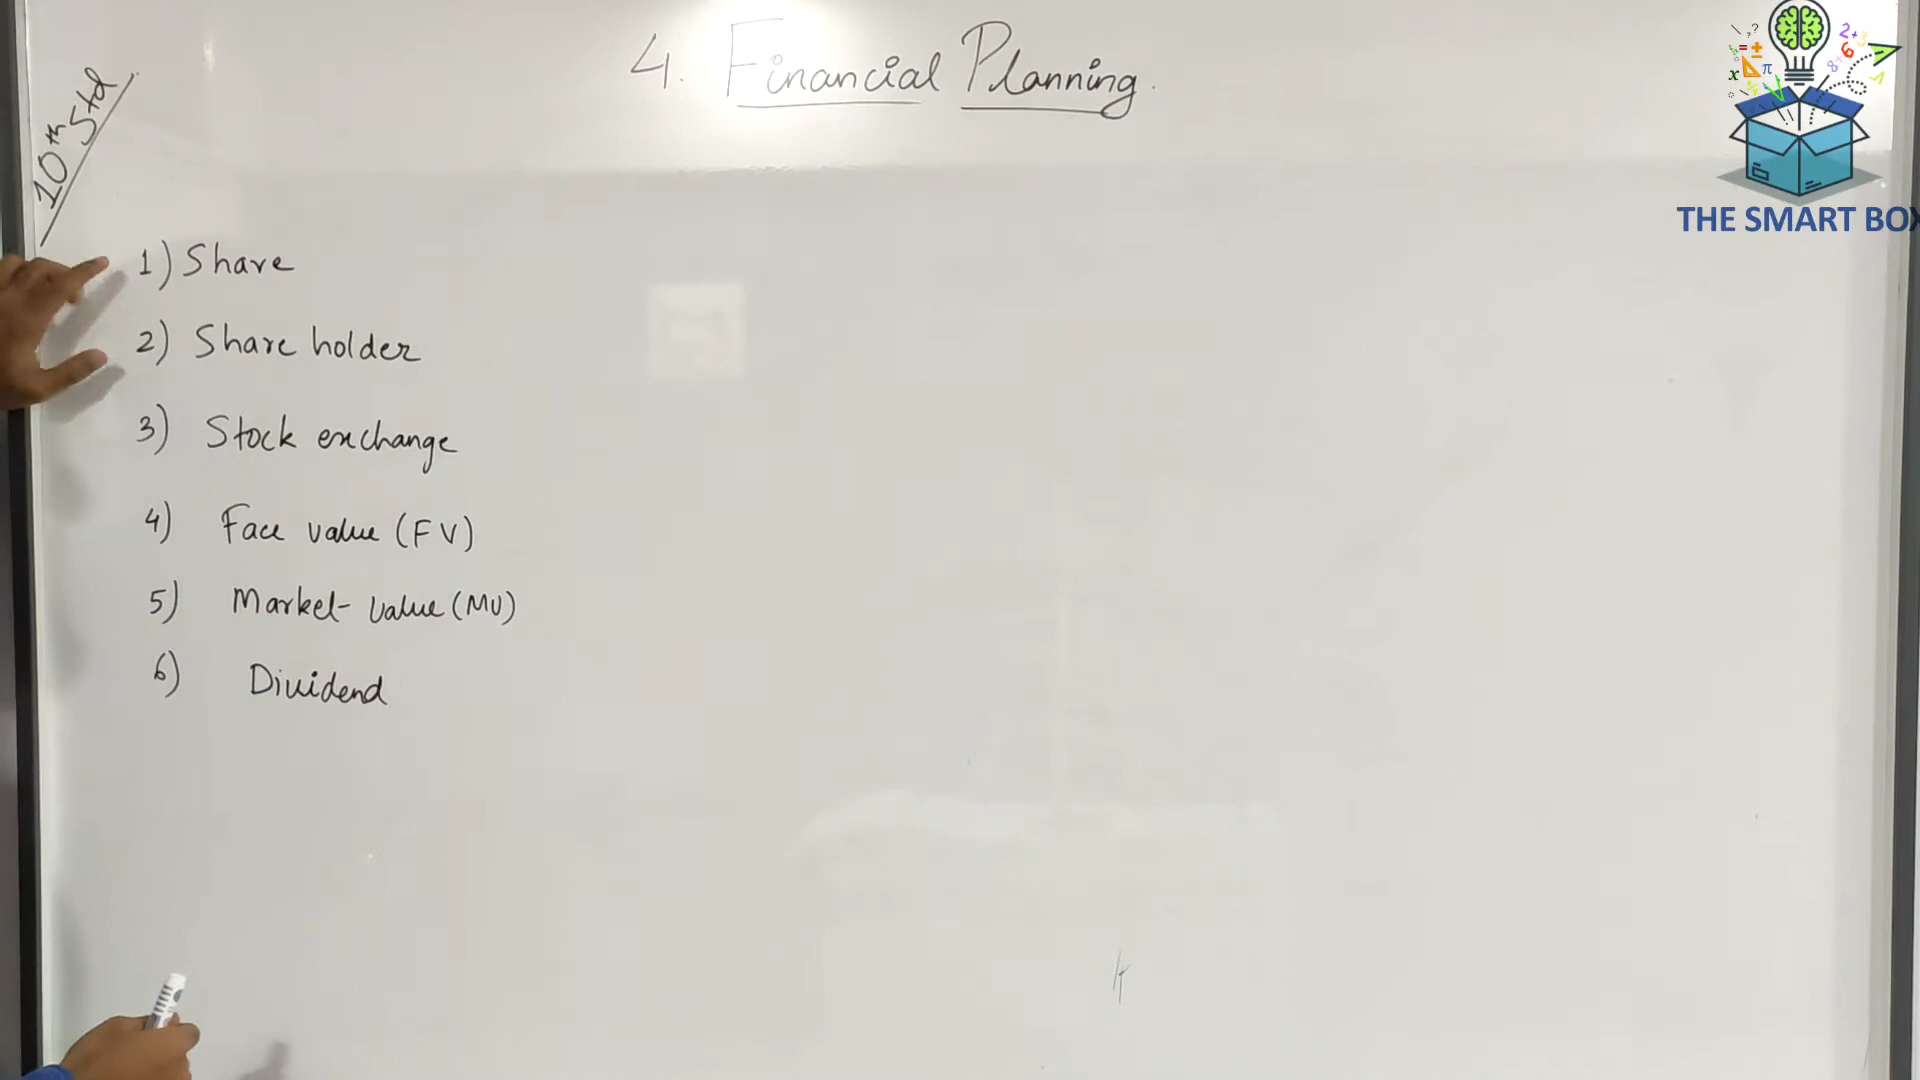 4. Financial Planning
10th Std
1) Share
2) Share holder
3) Stock exchange
4) Face value (FV)
5) Market value (MV)
6) Dividend
THE SMART BOX